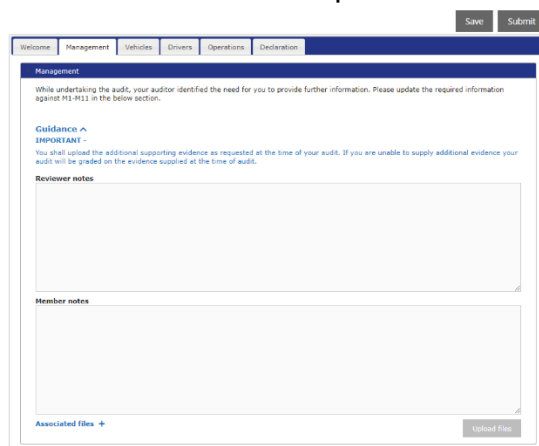 Save Submit
Welcome Management Vehicles Drivers Operations Declaration
Management
While undertaking the audit, your auditor identified the need for you to provide further information. Please update the required information
against M1-M11 in the below section.
Guidance
IMPORTANT -
You shall upload the additional supporting evidence as requested at the time of your audit. If you are unable to supply additional evidence your
audit will be graded on the evidence supplied at the time of audit.
Reviewer notes
Member notes
Associated files +
Upload files